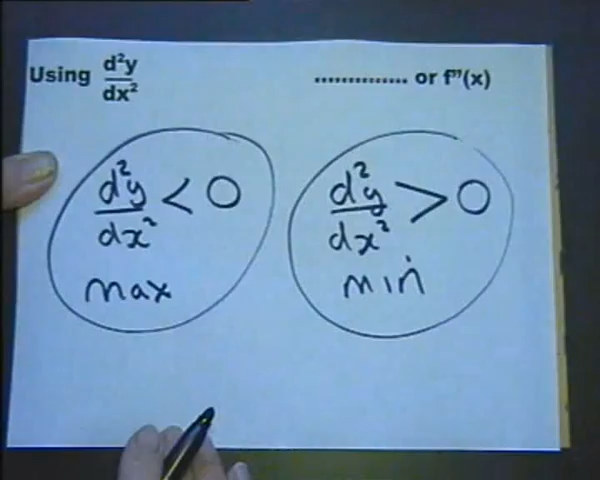 Using d²y/dx² .............. or f"(x)
d²y/dx² < 0
max
d²y/dx² > 0
min